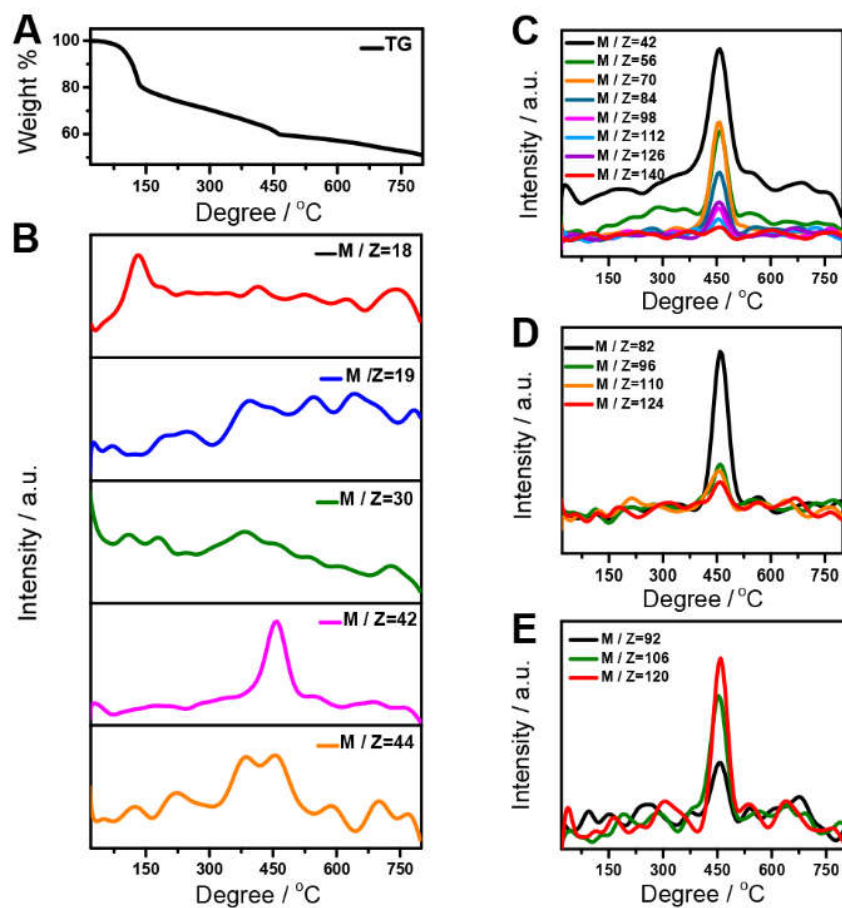 A
TG
Weight %
100
80
60
150 300 450 600 750
Degree / °C
B
M / Z=18
M /Z=19
M / Z=30
M / Z=42
M / Z=44
Intensity / a.u.
150 300 450 600 750
Degree / °C
C
M / Z=42
M / Z=56
M / Z=70
M / Z=84
M / Z=98
M / Z=112
M / Z=126
M / Z=140
Intensity / a.u.
150 300 450 600 750
Degree / °C
D
M / Z=82
M / Z=96
M / Z=110
M / Z=124
Intensity / a.u.
150 300 450 600 750
Degree / °C
E
M / Z=92
M / Z=106
M / Z=120
Intensity / a.u.
150 300 450 600 750
Degree / °C